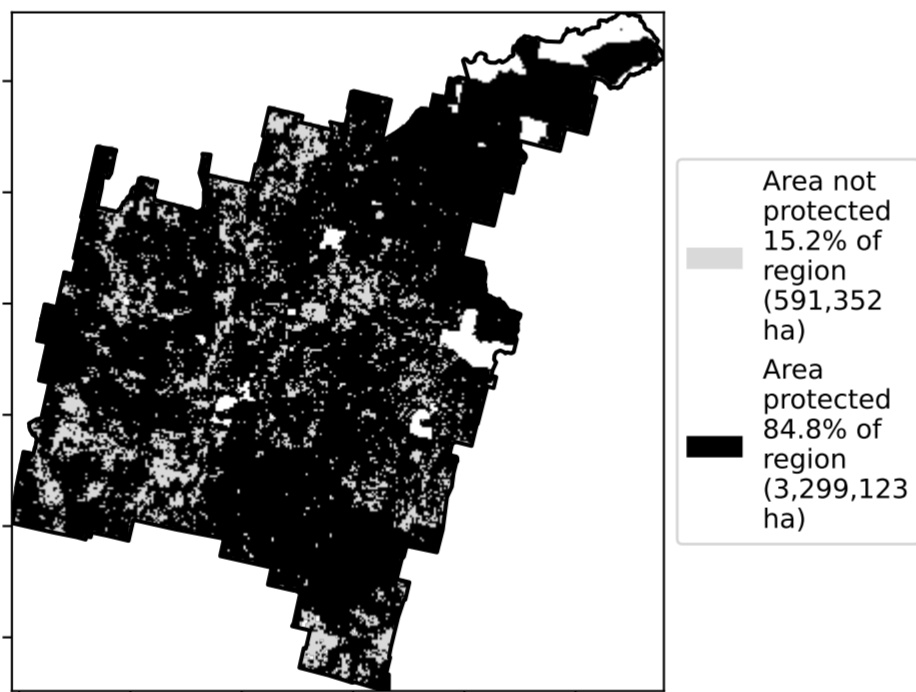 Area not
protected
15.2% of
region
(591,352
ha)
Area
protected
84.8% of
region
(3,299,123
ha)